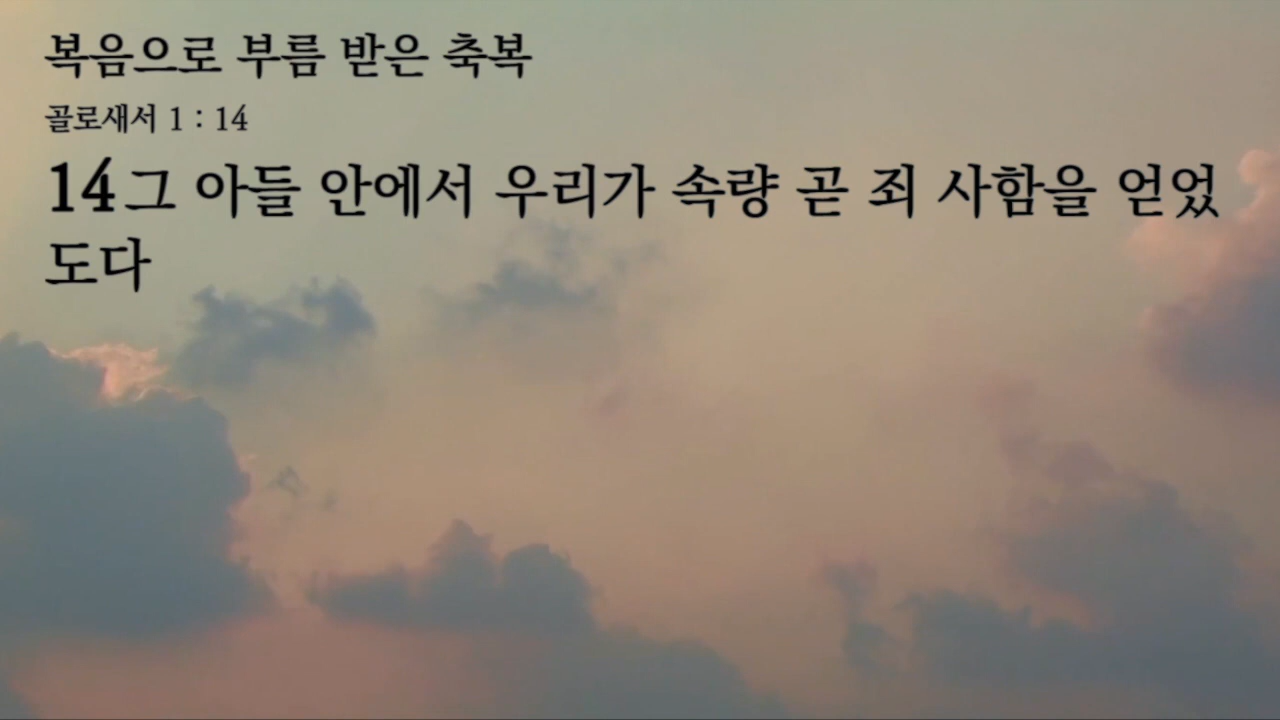 복음으로 부름 받은 축복
골로새서 1 : 14
14그 아들 안에서 우리가 속량 곧 죄 사함을 얻었
도다